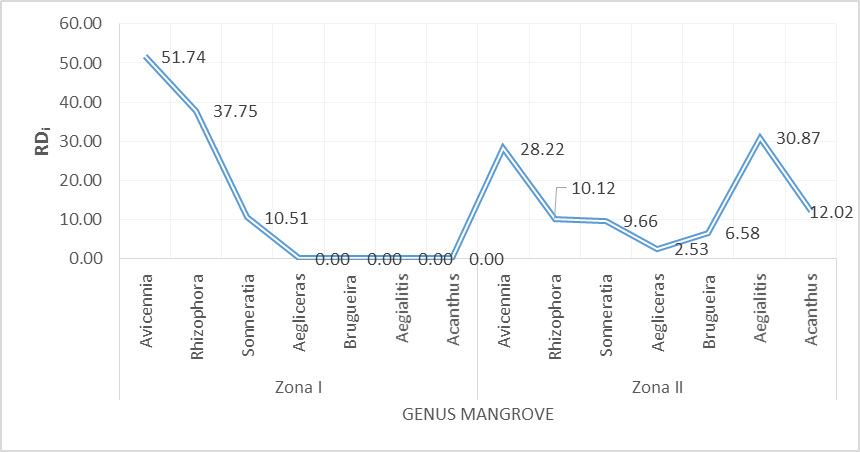 60.00
50.00
40.00
30.00
20.00
10.00
0.00
RDi
51.74
37.75
10.51
0.00
0.00
0.00
0.00
28.22
10.12
9.66
2.53
6.58
30.87
12.02
Avicennia
Rhizophora
Sonneratia
Aegliceras
Brugueira
Aegialitis
Acanthus
Avicennia
Rhizophora
Sonneratia
Aegliceras
Brugueira
Aegialitis
Acanthus
Zona I
Zona II
GENUS MANGROVE